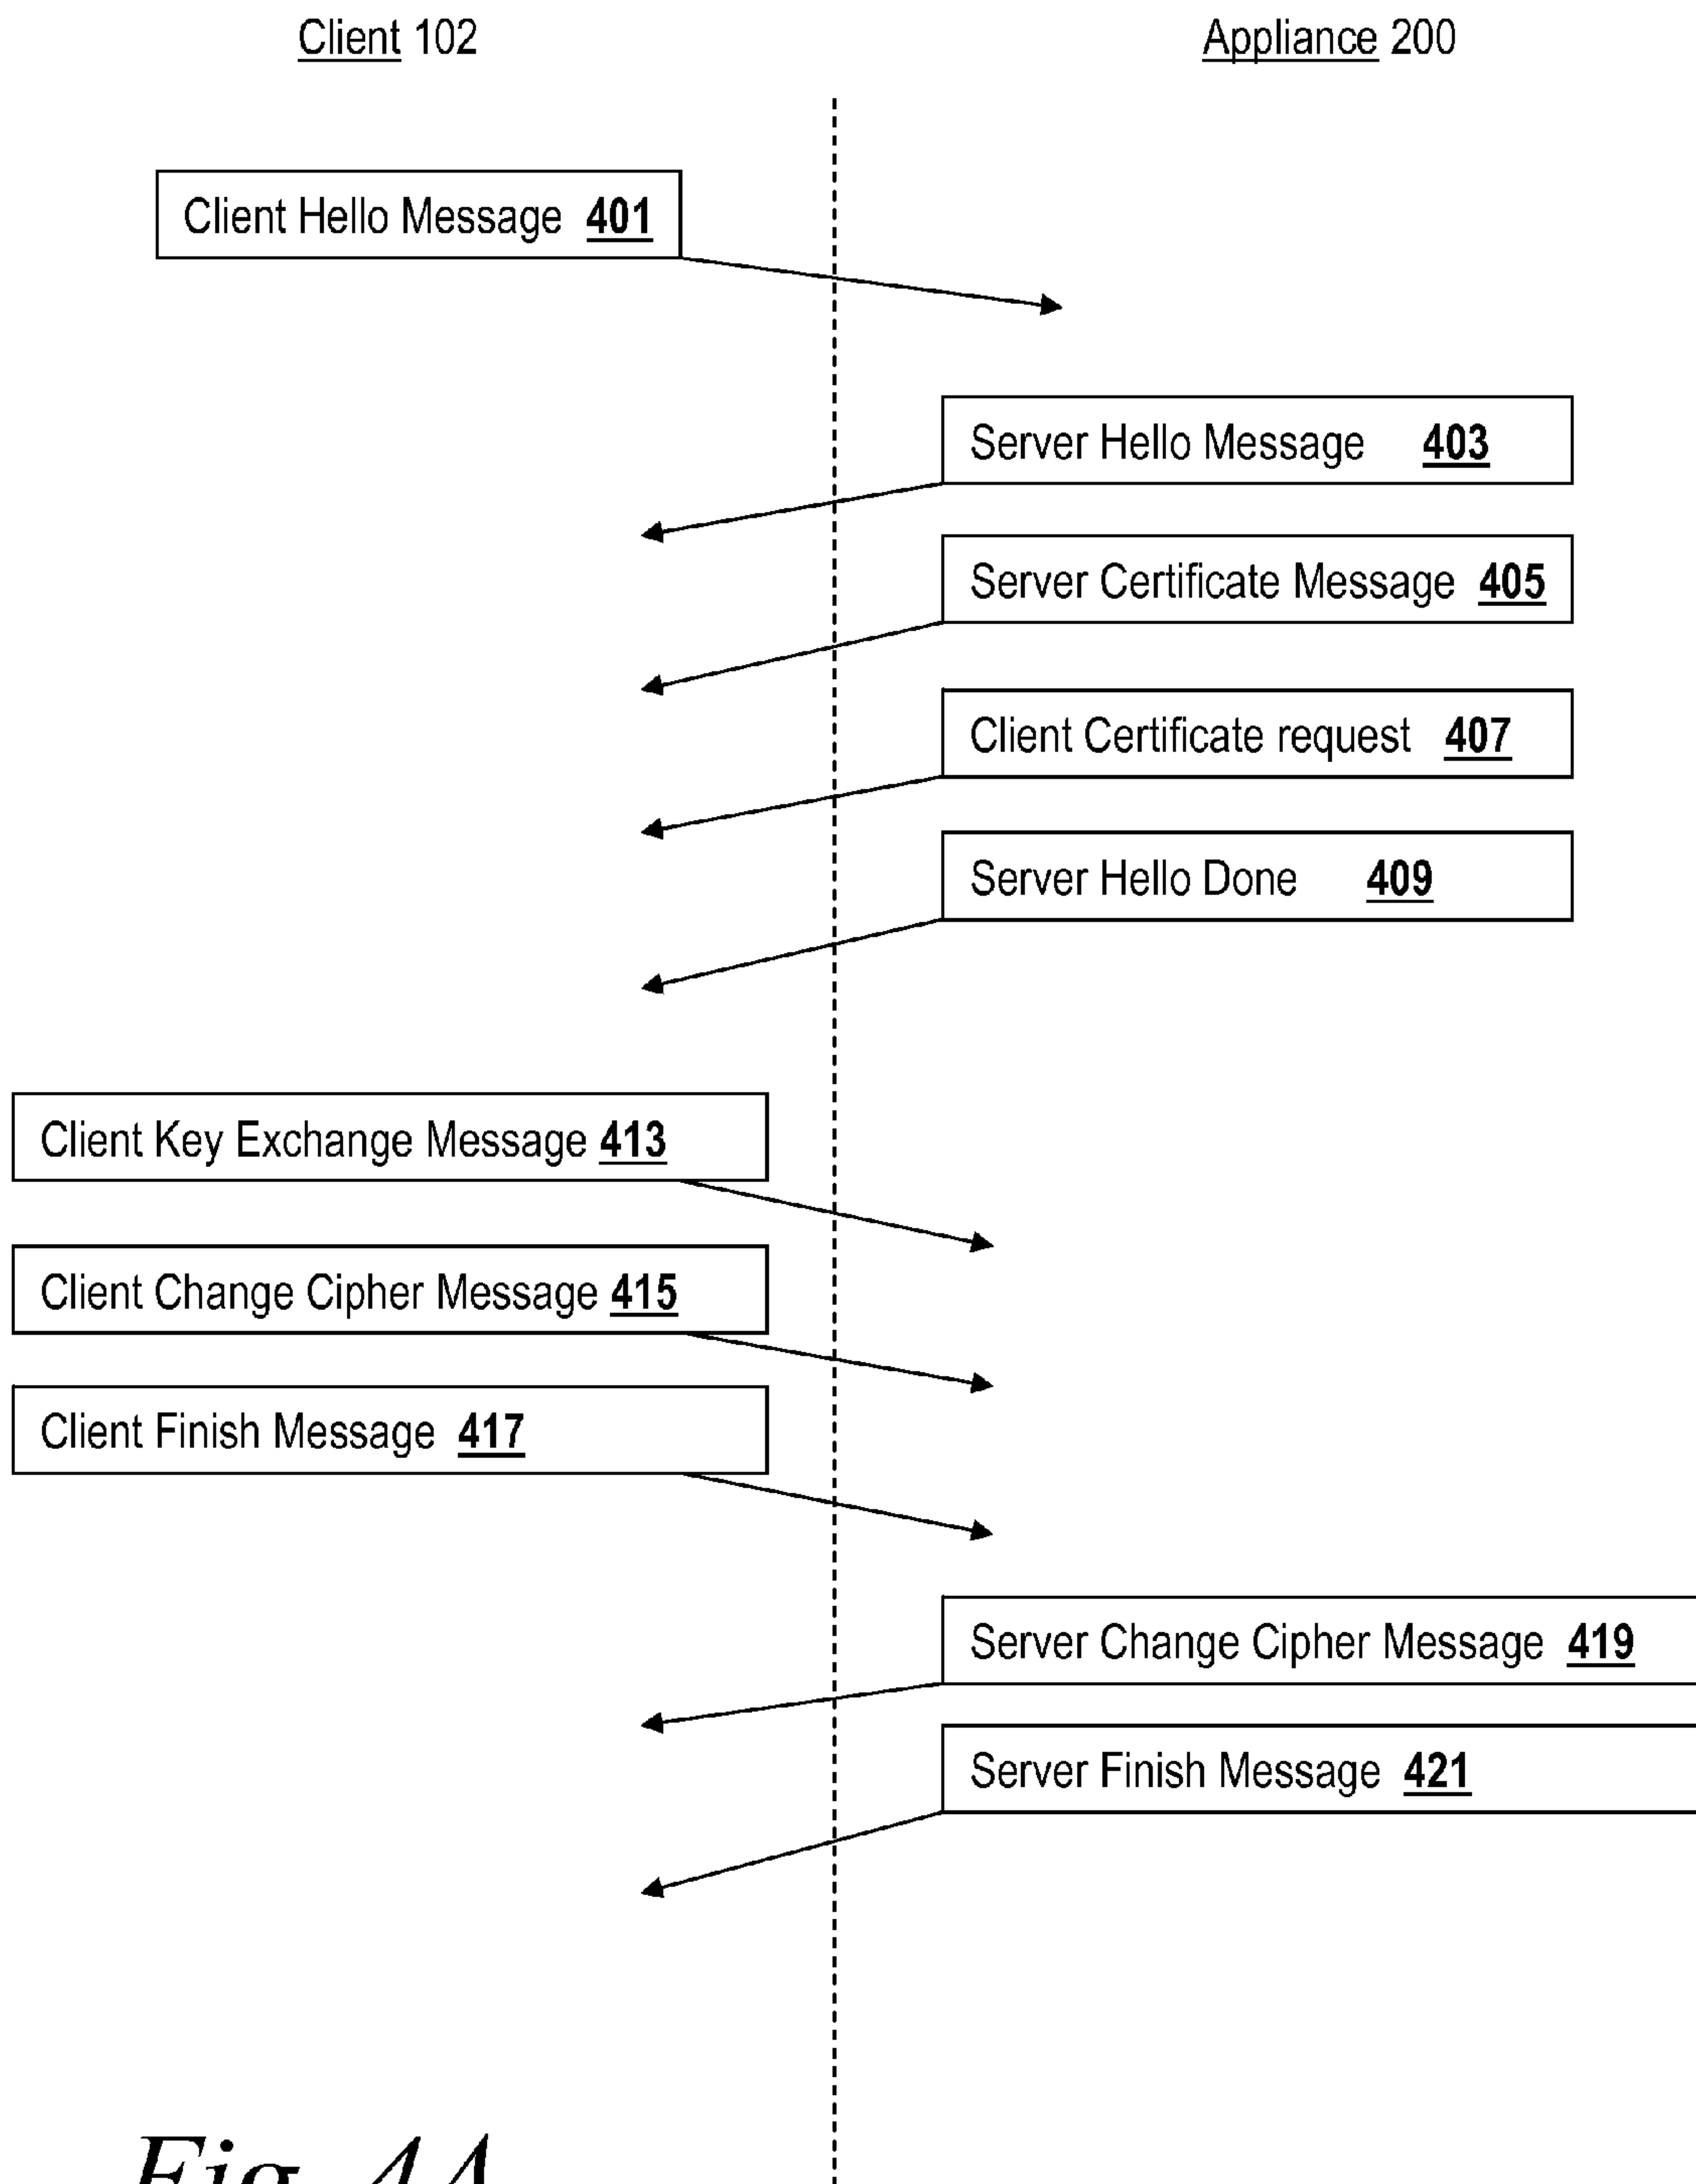 Client 102
Appliance 200
Client Hello Message 401
Server Hello Message 403
Server Certificate Message 405
Client Certificate request 407
Server Hello Done 409
Client Key Exchange Message 413
Client Change Cipher Message 415
Client Finish Message 417
Server Change Cipher Message 419
Server Finish Message 421
Fig. 4A